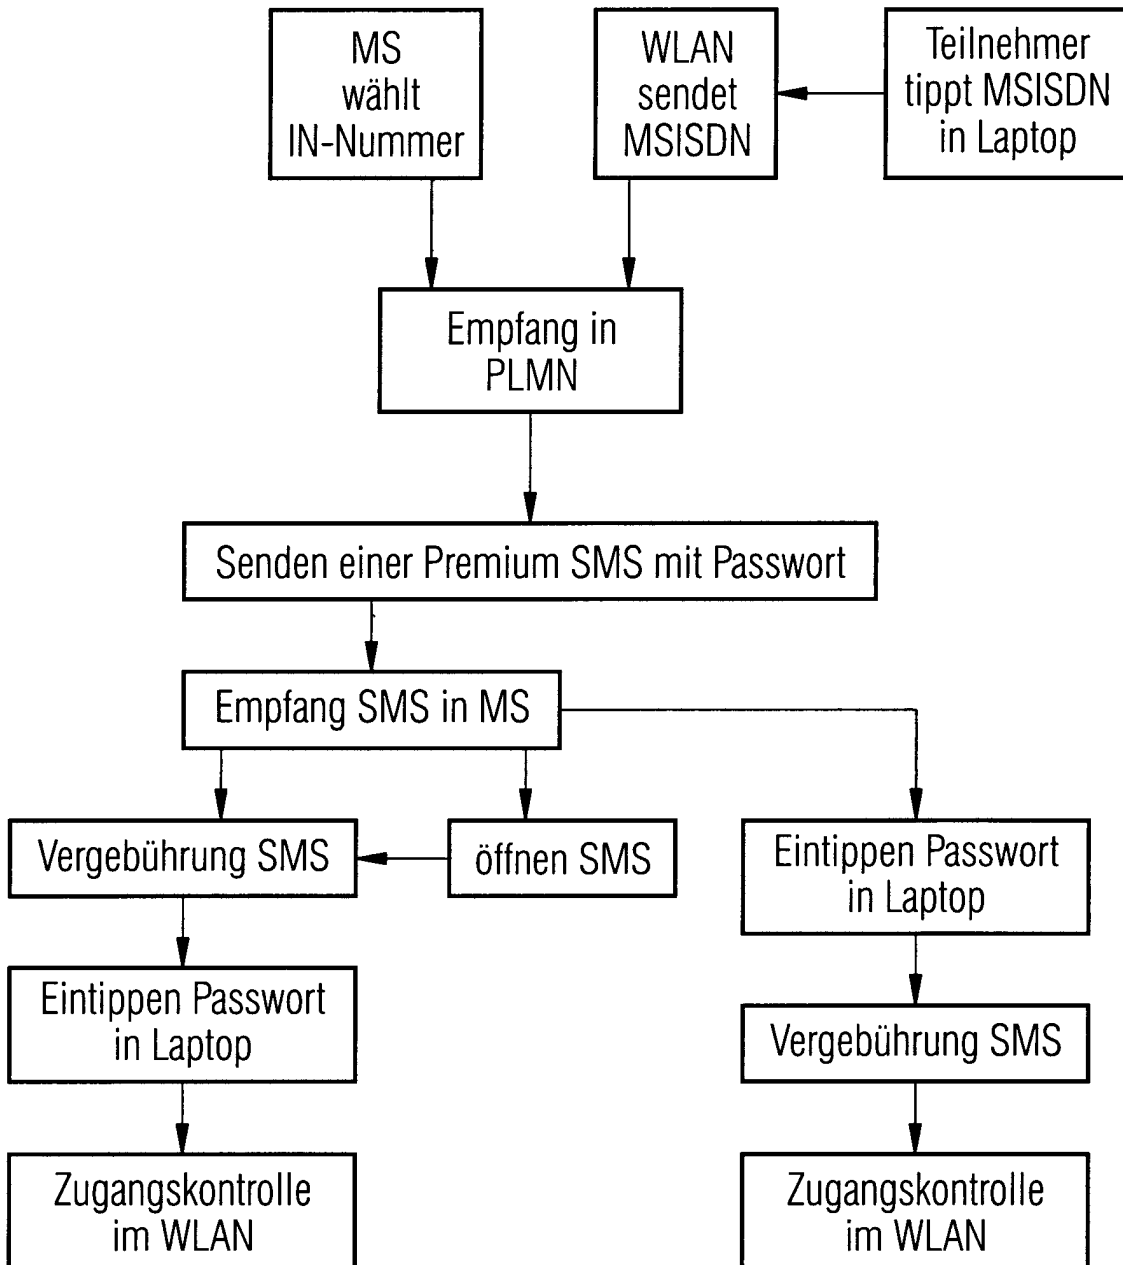 MS
wählt
IN-Nummer
WLAN
sendet
MSISDN
Teilnehmer
tippt MSISDN
in Laptop
Empfang in
PLMN
Senden einer Premium SMS mit Passwort
Empfang SMS in MS
Vergebührung SMS
öffnen SMS
Eintippen Passwort
in Laptop
Eintippen Passwort
in Laptop
Vergebührung SMS
Zugangskontrolle
im WLAN
Zugangskontrolle
im WLAN